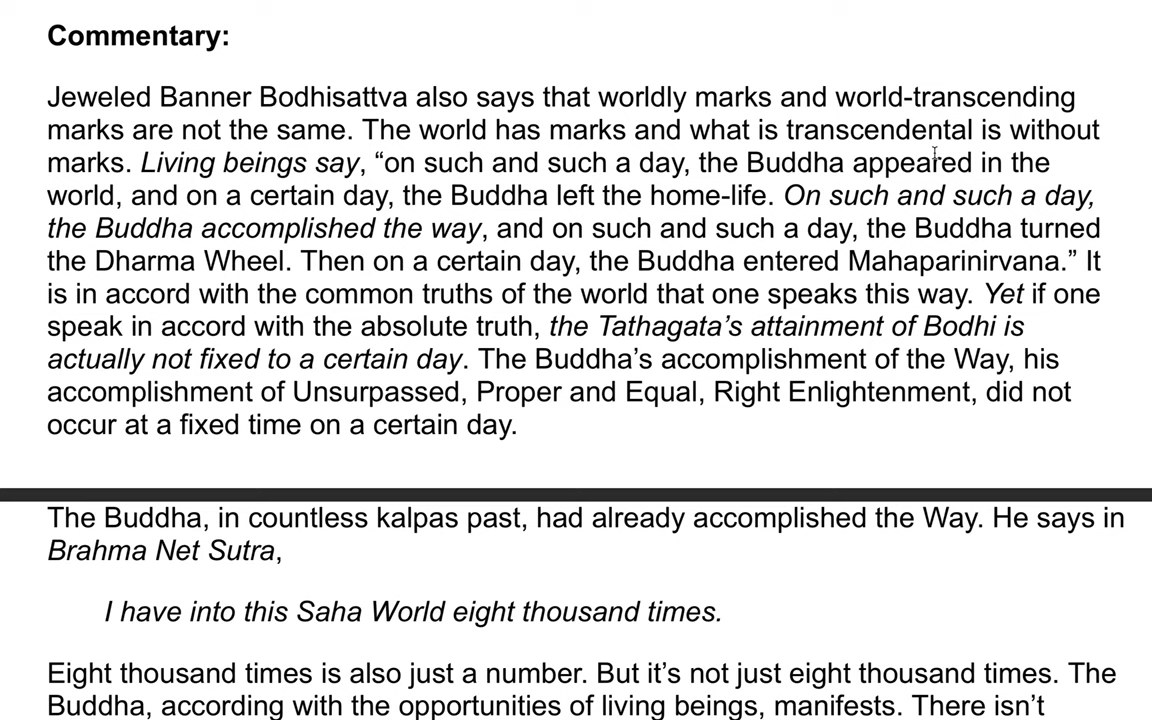 Commentary:
Jeweled Banner Bodhisattva also says that worldly marks and world-transcending
marks are not the same. The world has marks and what is transcendental is without
marks. Living beings say, “on such and such a day, the Buddha appeared in the
world, and on a certain day, the Buddha left the home-life. On such and such a day,
the Buddha accomplished the way, and on such and such a day, the Buddha turned
the Dharma Wheel. Then on a certain day, the Buddha entered Mahaparinirvana.” It
is in accord with the common truths of the world that one speaks this way. Yet if one
speak in accord with the absolute truth, the Tathagata’s attainment of Bodhi is
actually not fixed to a certain day. The Buddha’s accomplishment of the Way, his
accomplishment of Unsurpassed, Proper and Equal, Right Enlightenment, did not
occur at a fixed time on a certain day.
The Buddha, in countless kalpas past, had already accomplished the Way. He says in
Brahma Net Sutra,
I have into this Saha World eight thousand times.
Eight thousand times is also just a number. But it’s not just eight thousand times. The
Buddha, according with the opportunities of living beings, manifests. There isn’t